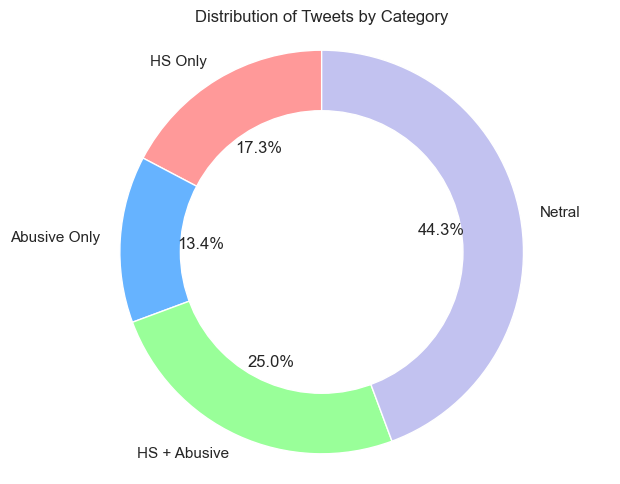 Distribution of Tweets by Category
HS Only
17.3%
Abusive Only
13.4%
Netral
44.3%
25.0%
HS + Abusive